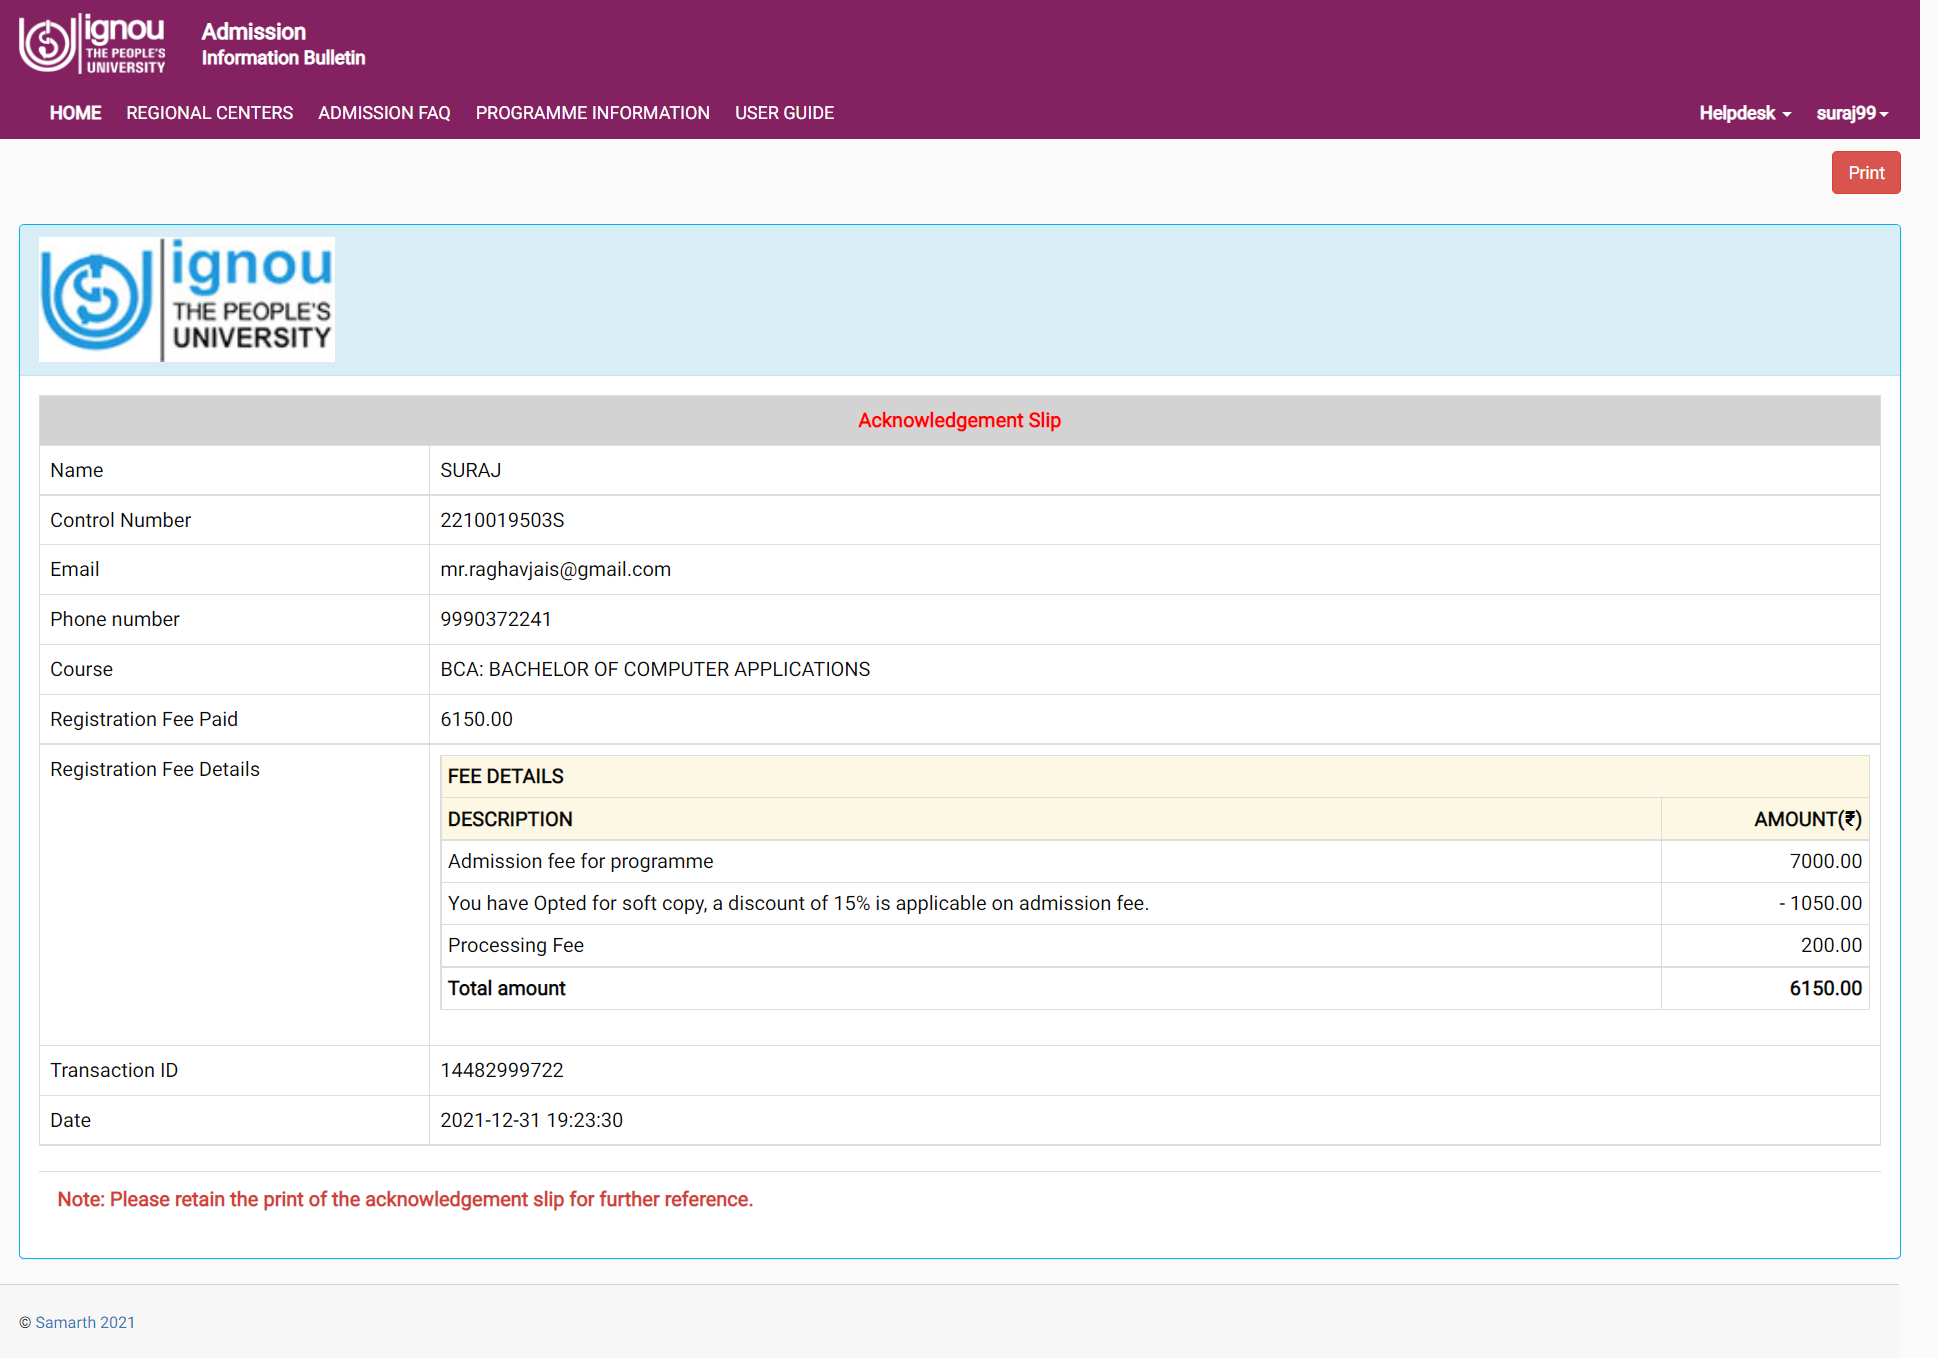 ignou
THE PEOPLE'S
UNIVERSITY
Admission
Information Bulletin
HOME REGIONAL CENTERS ADMISSION FAQ PROGRAMME INFORMATION USER GUIDE Helpdesk suraj99
Print
ignou
THE PEOPLE'S
UNIVERSITY
Acknowledgement Slip
Name SURAJ
Control Number 2210019503S
Email mr.raghavjais@gmail.com
Phone number 9990372241
Course BCA: BACHELOR OF COMPUTER APPLICATIONS
Registration Fee Paid 6150.00
Registration Fee Details FEE DETAILS
DESCRIPTION AMOUNT(₹)
Admission fee for programme 7000.00
You have Opted for soft copy, a discount of 15% is applicable on admission fee. - 1050.00
Processing Fee 200.00
Total amount 6150.00
Transaction ID 14482999722
Date 2021-12-31 19:23:30
Note: Please retain the print of the acknowledgement slip for further reference.
© Samarth 2021